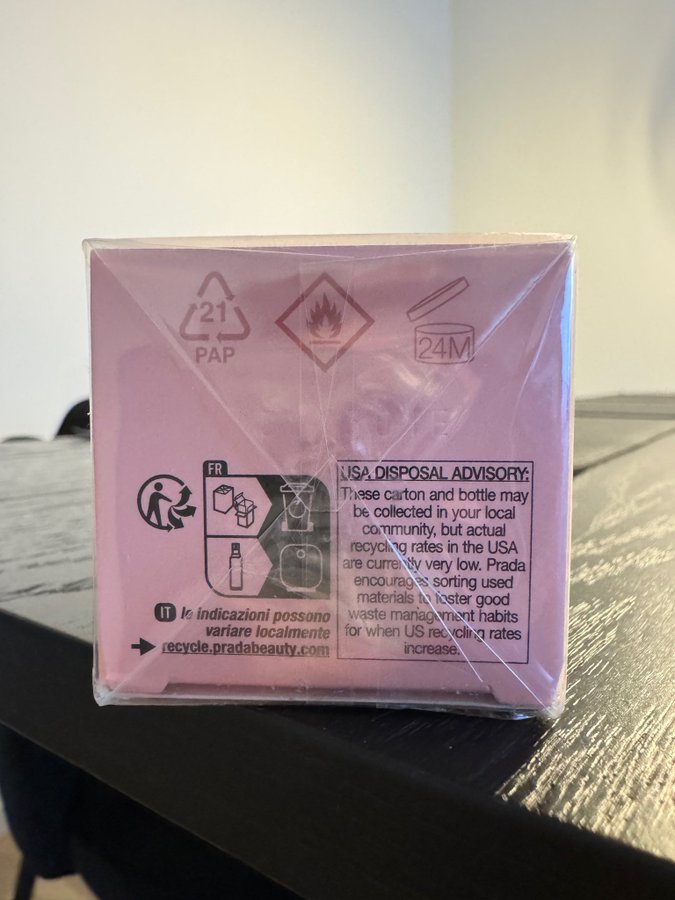 21
PAP
24M
FR
IT le indicazioni possono
variare localmente
recycle.pradabeauty.com
USA DISPOSAL ADVISORY:
These carton and bottle may
be collected in your local
community, but actual
recycling rates in the USA
are currently very low. Prada
encourages sorting used
materials to foster good
waste management habits
for when US recycling rates
increase.